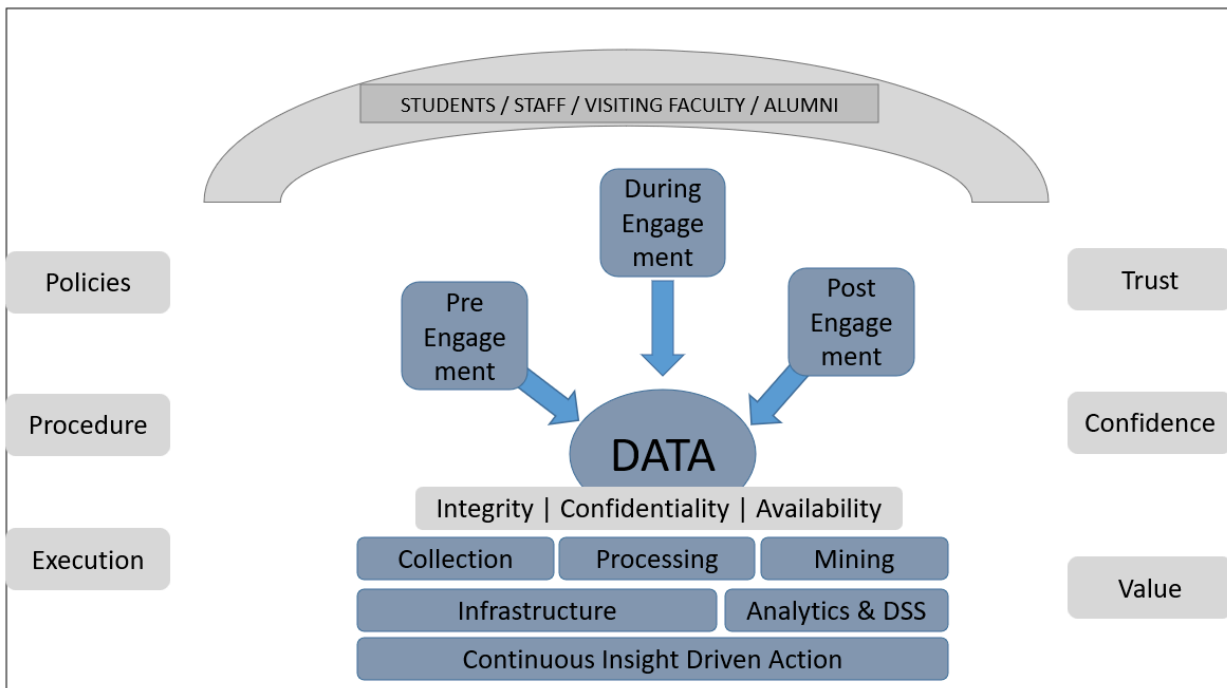 STUDENTS / STAFF / VISITING FACULTY / ALUMNI
During
Engage
ment
Pre
Engage
ment
Post
Engage
ment
Policies
Trust
Procedure
Confidence
DATA
Integrity | Confidentiality | Availability
Execution
Collection
Processing
Mining
Value
Infrastructure
Analytics & DSS
Continuous Insight Driven Action